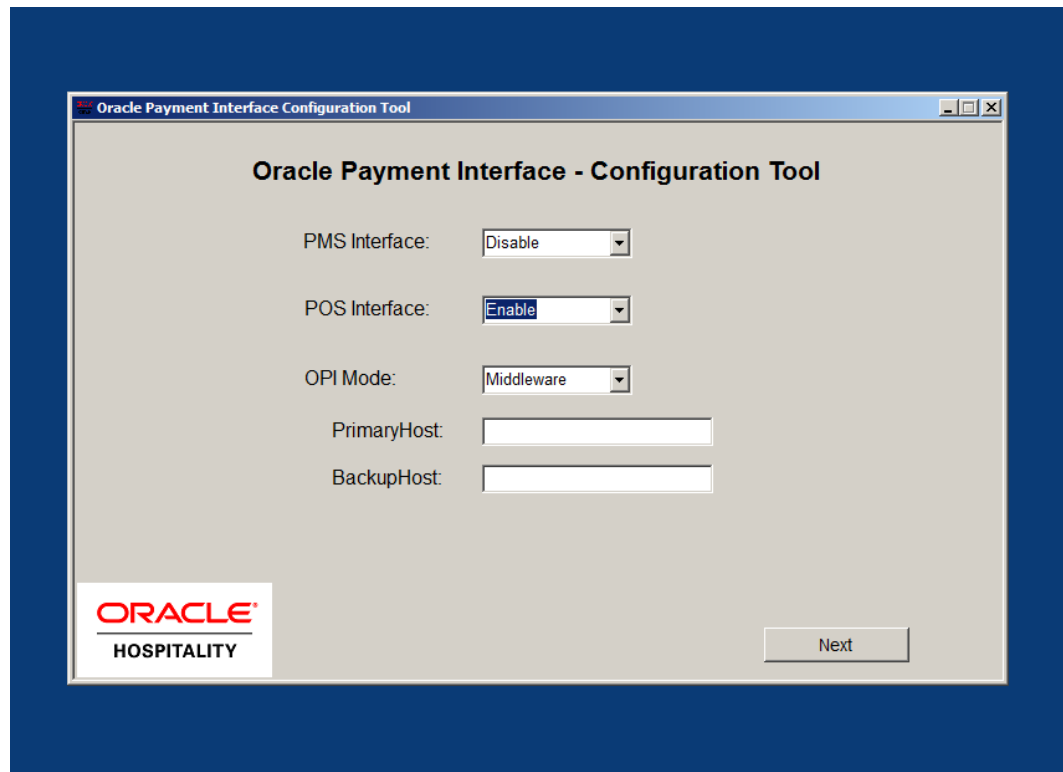 Oracle Payment Interface Configuration Tool
Oracle Payment Interface - Configuration Tool
PMS Interface: Disable
POS Interface: Enable
OPI Mode: Middleware
PrimaryHost:
BackupHost:
ORACLE®
HOSPITALITY
Next